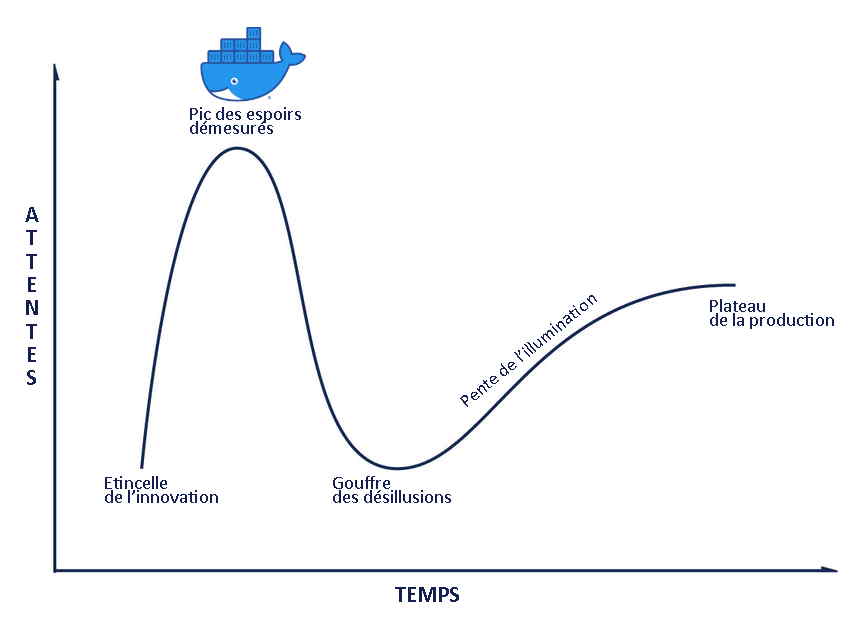 Pic des espoirs
démesurés
ATTENTES
Pente de l'illumination
Plateau
de la production
Etincelle
de l'innovation
Gouffre
des désillusions
TEMPS